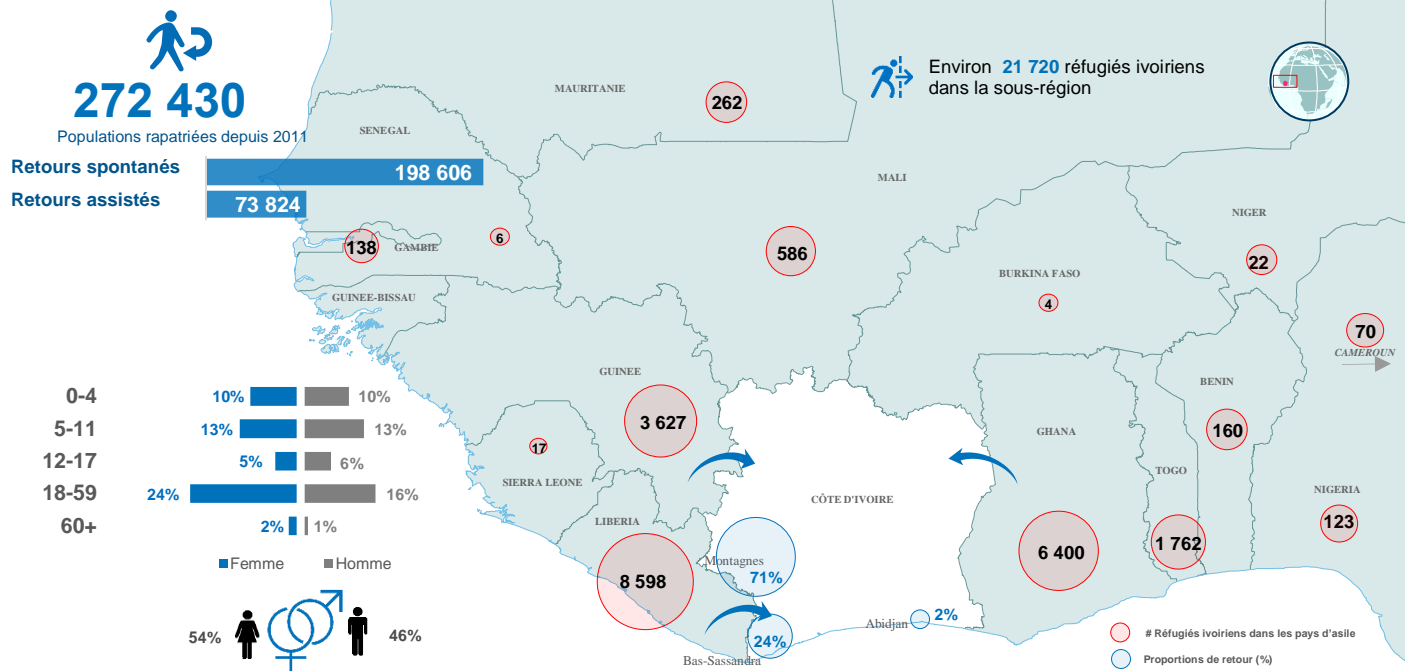 272 430
Populations rapatriées depuis 2011
Retours spontanés
198 606
Retours assistés
73 824
Environ 21 720 réfugiés ivoiriens
dans la sous-région
MAURITANIE
262
SENEGAL
MALI
NIGER
22
138
GAMBIE
6
586
BURKINA FASO
4
GUINEE-BISSAU
70
CAMEROUN
GUINEE
3 627
BENIN
160
GHANA
17
SIERRA LEONE
TOGO
CÔTE D'IVOIRE
NIGERIA
123
LIBERIA
8 598
6 400
1 762
Montagnes
71%
Abidjan
2%
24%
Bas-Sassandra
0-4
10%
10%
5-11
13%
13%
12-17
5%
6%
18-59
24%
16%
60+
2%
1%
Femme
Homme
54%
46%
# Réfugiés ivoiriens dans les pays d'asile
Proportions de retour (%)